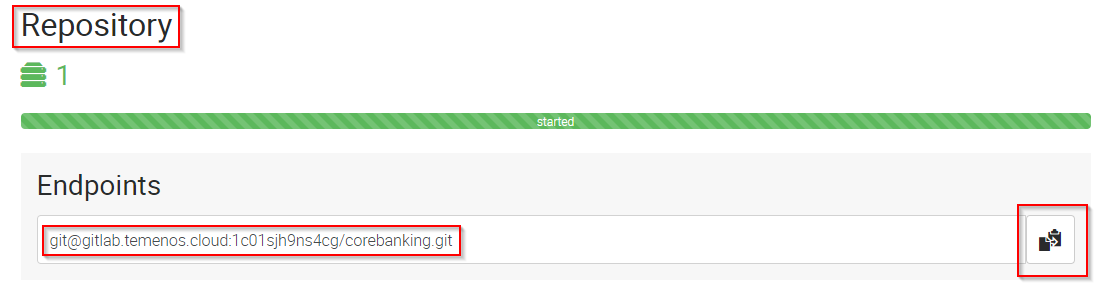 Repository
1
started
Endpoints
git@gitlab.temenos.cloud:1c01sjh9ns4cg/corebanking.git